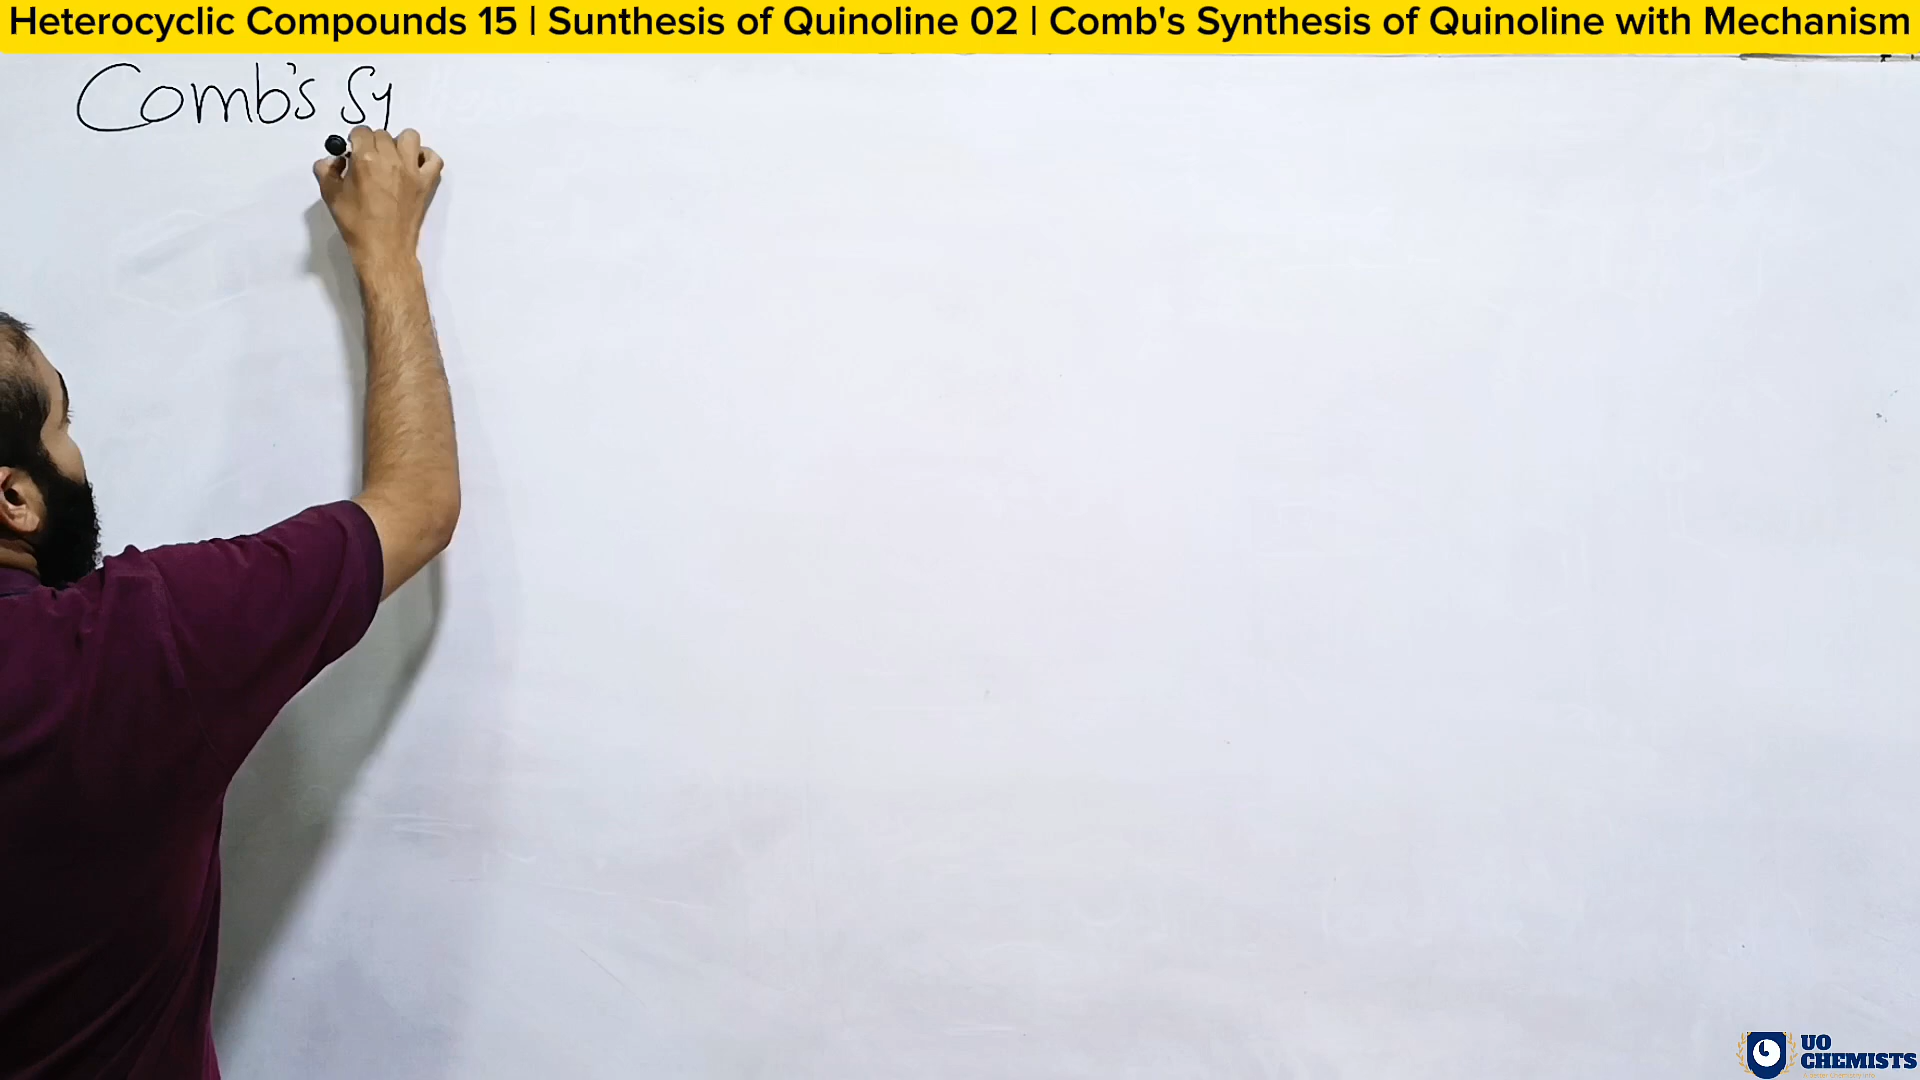 Heterocyclic Compounds 15 | Sunthesis of Quinoline 02 | Comb's Synthesis of Quinoline with Mechanism
Comb's Sy
UO
CHEMISTS